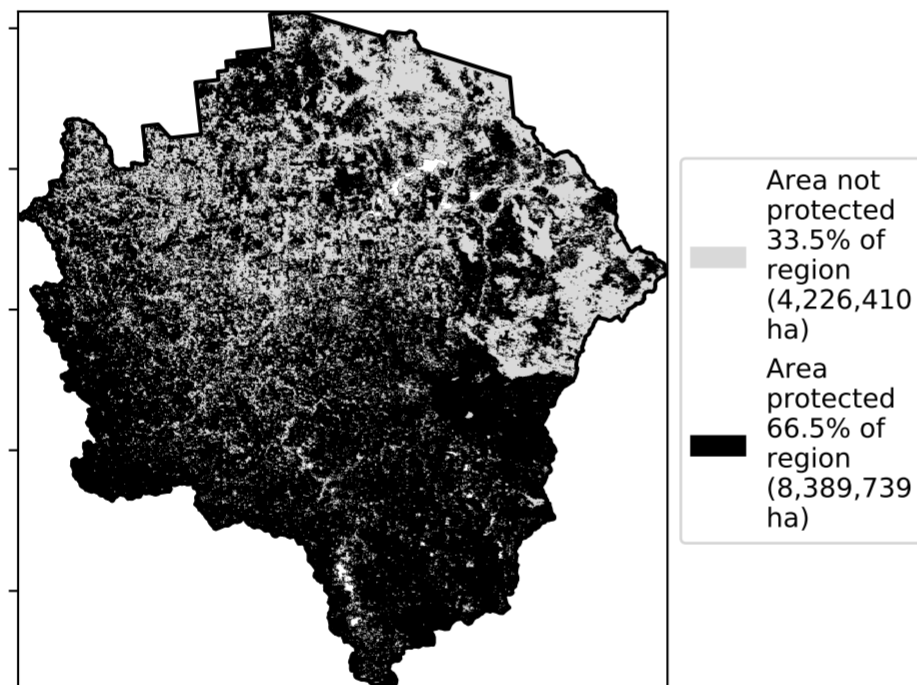 Area not
protected
33.5% of
region
(4,226,410
ha)
Area
protected
66.5% of
region
(8,389,739
ha)